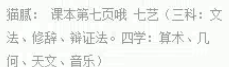 猫腻： 课本第七页哦 七艺（三科：文
法、修辞、辩证法。四学：算术、几
何、天文、音乐）